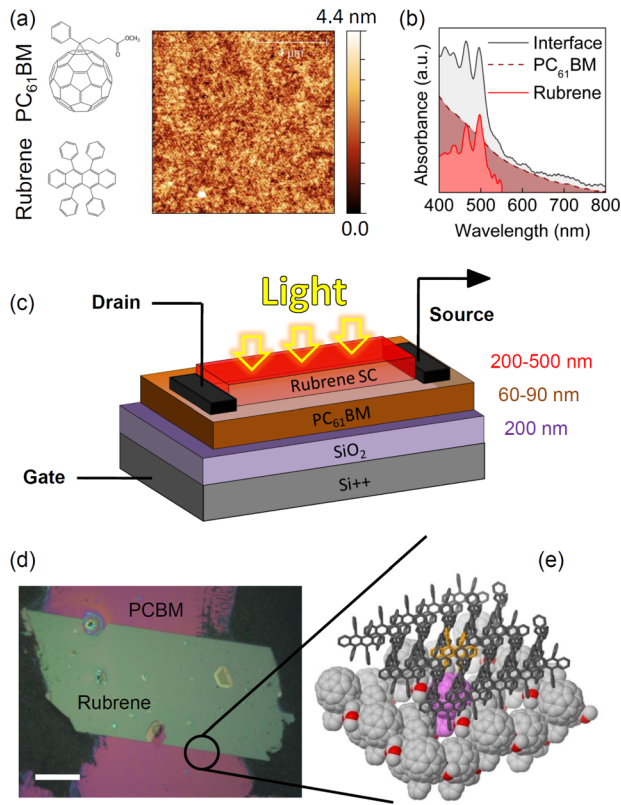 (a)
PC61BM
OCH3
O
Rubrene
4.4 nm
4 µm
0.0
(b)
Absorbance (a.u.)
Interface
PC61BM
Rubrene
400 500 600 700 800
Wavelength (nm)
(c)
Drain
Light
Source
Rubrene SC
200-500 nm
PC61BM
60-90 nm
SiO2
200 nm
Gate
Si++
(d)
PCBM
Rubrene
(e)